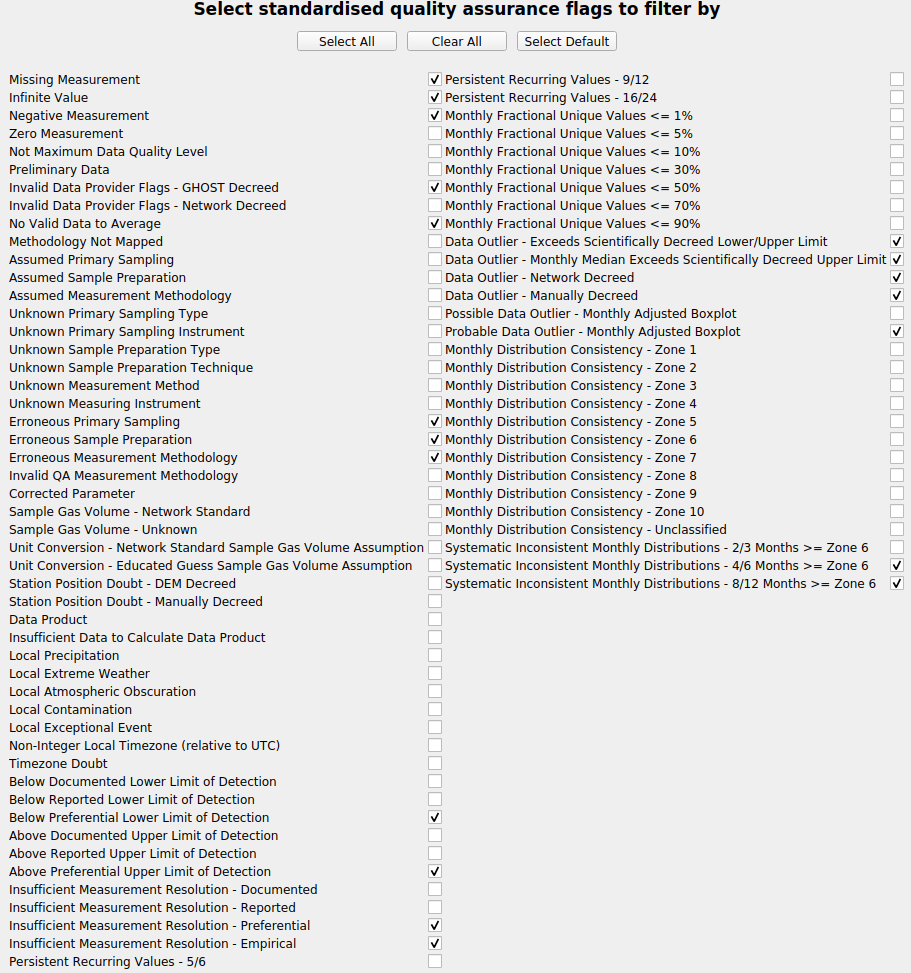 Select standardised quality assurance flags to filter by
Select All
Clear All
Select Default
Missing Measurement
Infinite Value
Negative Measurement
Zero Measurement
Not Maximum Data Quality Level
Preliminary Data
Invalid Data Provider Flags - GHOST Decreed
Invalid Data Provider Flags - Network Decreed
No Valid Data to Average
Methodology Not Mapped
Assumed Primary Sampling
Assumed Sample Preparation
Assumed Measurement Methodology
Unknown Primary Sampling Type
Unknown Primary Sampling Instrument
Unknown Sample Preparation Type
Unknown Sample Preparation Technique
Unknown Measurement Method
Unknown Measuring Instrument
Erroneous Primary Sampling
Erroneous Sample Preparation
Erroneous Measurement Methodology
Invalid QA Measurement Methodology
Corrected Parameter
Sample Gas Volume - Network Standard
Sample Gas Volume - Unknown
Unit Conversion - Network Standard Sample Gas Volume Assumption
Unit Conversion - Educated Guess Sample Gas Volume Assumption
Station Position Doubt - DEM Decreed
Station Position Doubt - Manually Decreed
Data Product
Insufficient Data to Calculate Data Product
Local Precipitation
Local Extreme Weather
Local Atmospheric Obscuration
Local Contamination
Local Exceptional Event
Non-Integer Local Timezone (relative to UTC)
Timezone Doubt
Below Documented Lower Limit of Detection
Below Reported Lower Limit of Detection
Below Preferential Lower Limit of Detection
Above Documented Upper Limit of Detection
Above Reported Upper Limit of Detection
Above Preferential Upper Limit of Detection
Insufficient Measurement Resolution - Documented
Insufficient Measurement Resolution - Reported
Insufficient Measurement Resolution - Preferential
Insufficient Measurement Resolution - Empirical
Persistent Recurring Values - 5/6
Persistent Recurring Values - 9/12
Persistent Recurring Values - 16/24
Monthly Fractional Unique Values <= 1%
Monthly Fractional Unique Values <= 5%
Monthly Fractional Unique Values <= 10%
Monthly Fractional Unique Values <= 30%
Monthly Fractional Unique Values <= 50%
Monthly Fractional Unique Values <= 70%
Monthly Fractional Unique Values <= 90%
Data Outlier - Exceeds Scientifically Decreed Lower/Upper Limit
Data Outlier - Monthly Median Exceeds Scientifically Decreed Upper Limit
Data Outlier - Network Decreed
Data Outlier - Manually Decreed
Possible Data Outlier - Monthly Adjusted Boxplot
Probable Data Outlier - Monthly Adjusted Boxplot
Monthly Distribution Consistency - Zone 1
Monthly Distribution Consistency - Zone 2
Monthly Distribution Consistency - Zone 3
Monthly Distribution Consistency - Zone 4
Monthly Distribution Consistency - Zone 5
Monthly Distribution Consistency - Zone 6
Monthly Distribution Consistency - Zone 7
Monthly Distribution Consistency - Zone 8
Monthly Distribution Consistency - Zone 9
Monthly Distribution Consistency - Zone 10
Monthly Distribution Consistency - Unclassified
Systematic Inconsistent Monthly Distributions - 2/3 Months >= Zone 6
Systematic Inconsistent Monthly Distributions - 4/6 Months >= Zone 6
Systematic Inconsistent Monthly Distributions - 8/12 Months >= Zone 6